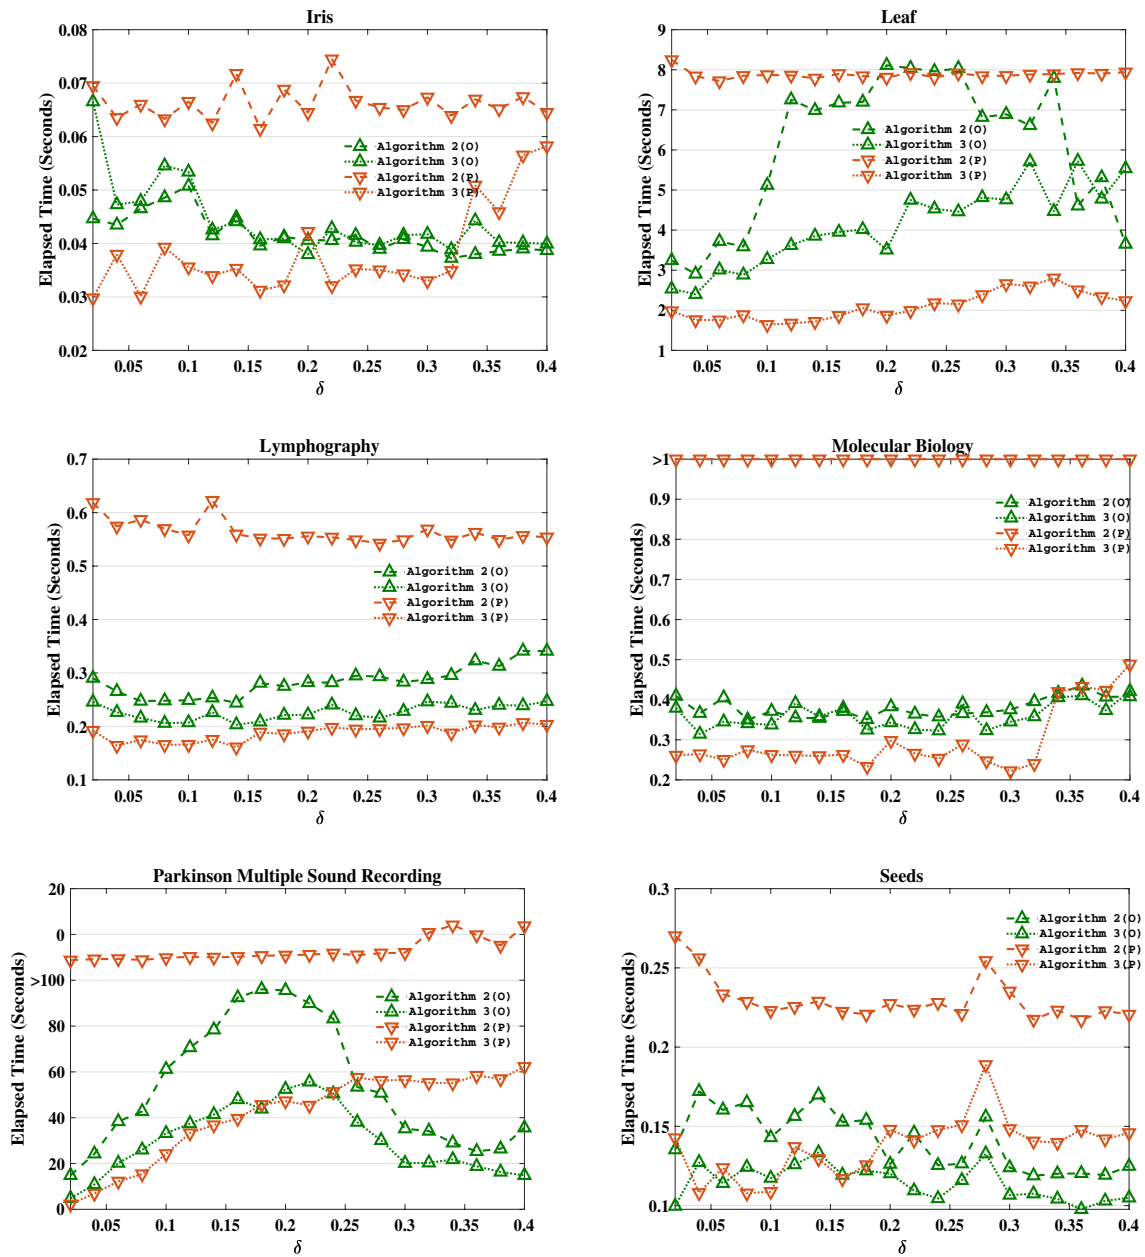 Iris
0.08
0.07
0.06
0.05
0.04
0.03
0.02
Elapsed Time (Seconds)
Algorithm 2(O)
Algorithm 3(O)
Algorithm 2(P)
Algorithm 3(P)
0.05 0.1 0.15 0.2 0.25 0.3 0.35 0.4
δ
Leaf
9
8
7
6
5
4
3
2
1
Elapsed Time (Seconds)
Algorithm 2(O)
Algorithm 3(O)
Algorithm 2(P)
Algorithm 3(P)
0.05 0.1 0.15 0.2 0.25 0.3 0.35 0.4
δ
Lymphography
0.7
0.6
0.5
0.4
0.3
0.2
0.1
Elapsed Time (Seconds)
Algorithm 2(O)
Algorithm 3(O)
Algorithm 2(P)
Algorithm 3(P)
0.05 0.1 0.15 0.2 0.25 0.3 0.35 0.4
δ
Molecular Biology
>1
0.9
0.8
0.7
0.6
0.5
0.4
0.3
0.2
Elapsed Time (Seconds)
Algorithm 2(O)
Algorithm 3(O)
Algorithm 2(P)
Algorithm 3(P)
0.05 0.1 0.15 0.2 0.25 0.3 0.35 0.4
δ
Parkinson Multiple Sound Recording
20
0
>100
80
60
40
20
0
Elapsed Time (Seconds)
Algorithm 2(O)
Algorithm 3(O)
Algorithm 2(P)
Algorithm 3(P)
0.05 0.1 0.15 0.2 0.25 0.3 0.35 0.4
δ
Seeds
0.3
0.25
0.2
0.15
0.1
Elapsed Time (Seconds)
Algorithm 2(O)
Algorithm 3(O)
Algorithm 2(P)
Algorithm 3(P)
0.05 0.1 0.15 0.2 0.25 0.3 0.35 0.4
δ